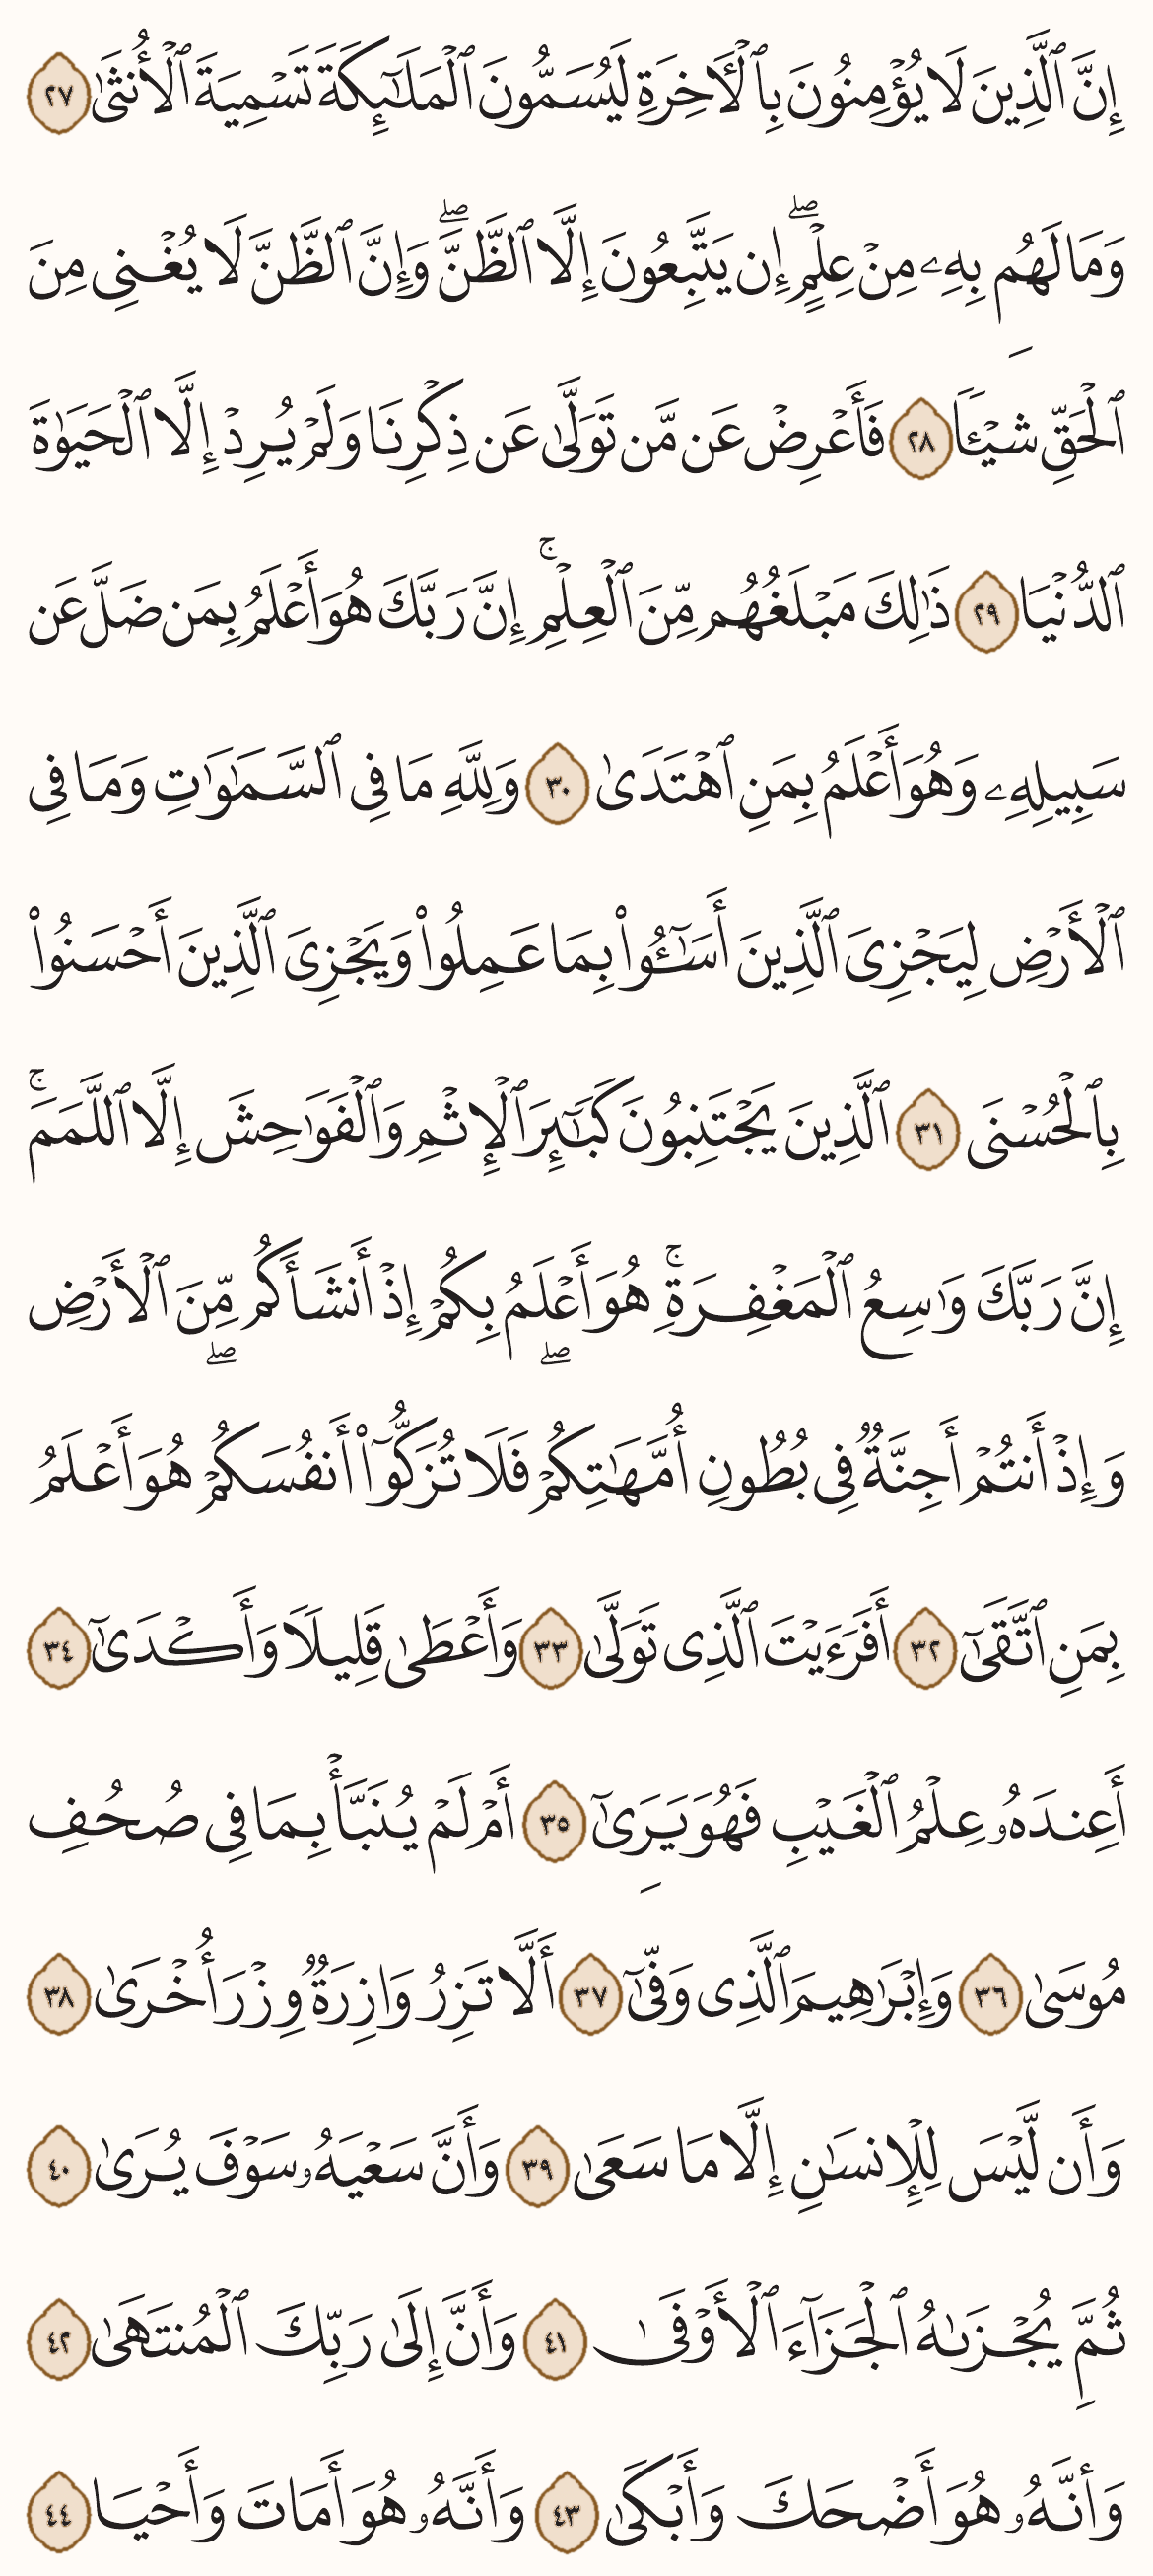 إِنَّ ٱلَّذِينَ لَا يُؤْمِنُونَ بِٱلْـَٔاخِرَةِ لَيُسَمُّونَ ٱلْمَلَـٰٓئِكَةَ تَسْمِيَةَ ٱلْأُنثَىٰ ٢٧
وَمَا لَهُم بِهِۦ مِنْ عِلْمٍ ۖ إِن يَتَّبِعُونَ إِلَّا ٱلظَّنَّ ۖ وَإِنَّ ٱلظَّنَّ لَا يُغْنِى مِنَ
ٱلْحَقِّ شَيْـًٔا ٢٨ فَأَعْرِضْ عَن مَّن تَوَلَّىٰ عَن ذِكْرِنَا وَلَمْ يُرِدْ إِلَّا ٱلْحَيَوٰةَ
ٱلدُّنْيَا ٢٩ ذَٰلِكَ مَبْلَغُهُم مِّنَ ٱلْعِلْمِ ۚ إِنَّ رَبَّكَ هُوَ أَعْلَمُ بِمَن ضَلَّ عَن
سَبِيلِهِۦ وَهُوَ أَعْلَمُ بِمَنِ ٱهْتَدَىٰ ٣٠ وَلِلَّهِ مَا فِى ٱلسَّمَـٰوَٰتِ وَمَا فِى
ٱلْأَرْضِ لِيَجْزِىَ ٱلَّذِينَ أَسَـٰٓـُٔوا۟ بِمَا عَمِلُوا۟ وَيَجْزِىَ ٱلَّذِينَ أَحْسَنُوا۟
بِٱلْحُسْنَى ٣١ ٱلَّذِينَ يَجْتَنِبُونَ كَبَـٰٓئِرَ ٱلْإِثْمِ وَٱلْفَوَٰحِشَ إِلَّا ٱللَّمَمَ ۚ
إِنَّ رَبَّكَ وَٰسِعُ ٱلْمَغْفِرَةِ ۚ هُوَ أَعْلَمُ بِكُمْ إِذْ أَنشَأَكُم مِّنَ ٱلْأَرْضِ
وَإِذْ أَنتُمْ أَجِنَّةٌ فِى بُطُونِ أُمَّهَـٰتِكُمْ ۖ فَلَا تُزَكُّوٓا۟ أَنفُسَكُمْ ۖ هُوَ أَعْلَمُ
بِمَنِ ٱتَّقَىٰٓ ٣٢ أَفَرَءَيْتَ ٱلَّذِى تَوَلَّىٰ ٣٣ وَأَعْطَىٰ قَلِيلًا وَأَكْدَىٰٓ ٣٤
أَعِندَهُۥ عِلْمُ ٱلْغَيْبِ فَهُوَ يَرَىٰٓ ٣٥ أَمْ لَمْ يُنَبَّأْ بِمَا فِى صُحُفِ
مُوسَىٰ ٣٦ وَإِبْرَٰهِيمَ ٱلَّذِى وَفَّىٰٓ ٣٧ أَلَّا تَزِرُ وَازِرَةٌ وِزْرَ أُخْرَىٰ ٣٨
وَأَن لَّيْسَ لِلْإِنسَـٰنِ إِلَّا مَا سَعَىٰ ٣٩ وَأَنَّ سَعْيَهُۥ سَوْفَ يُرَىٰ ٤٠
ثُمَّ يُجْزَىٰهُ ٱلْجَزَآءَ ٱلْأَوْفَىٰ ٤١ وَأَنَّ إِلَىٰ رَبِّكَ ٱلْمُنتَهَىٰ ٤٢
وَأَنَّهُۥ هُوَ أَضْحَكَ وَأَبْكَىٰ ٤٣ وَأَنَّهُۥ هُوَ أَمَاتَ وَأَحْيَا ٤٤